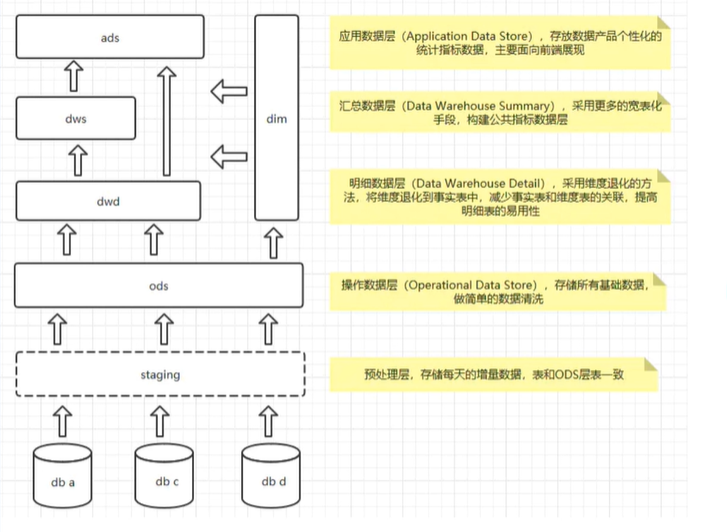 ads
应用数据层（Application Data Store），存放数据产品个性化的
统计指标数据，主要面向前端展现
dws
dim
汇总数据层（Data Warehouse Summary），采用更多的宽表化
手段，构建公共指标数据层
dwd
明细数据层（Data Warehouse Detail），采用维度退化的方
法，将维度退化到事实表中，减少事实表和维度表的关联，提高
明细表的易用性
ods
操作数据层（Operational Data Store），存储所有基础数据，
做简单的数据清洗
staging
预处理层，存储每天的增量数据，表和ODS层表一致
db a
db c
db d